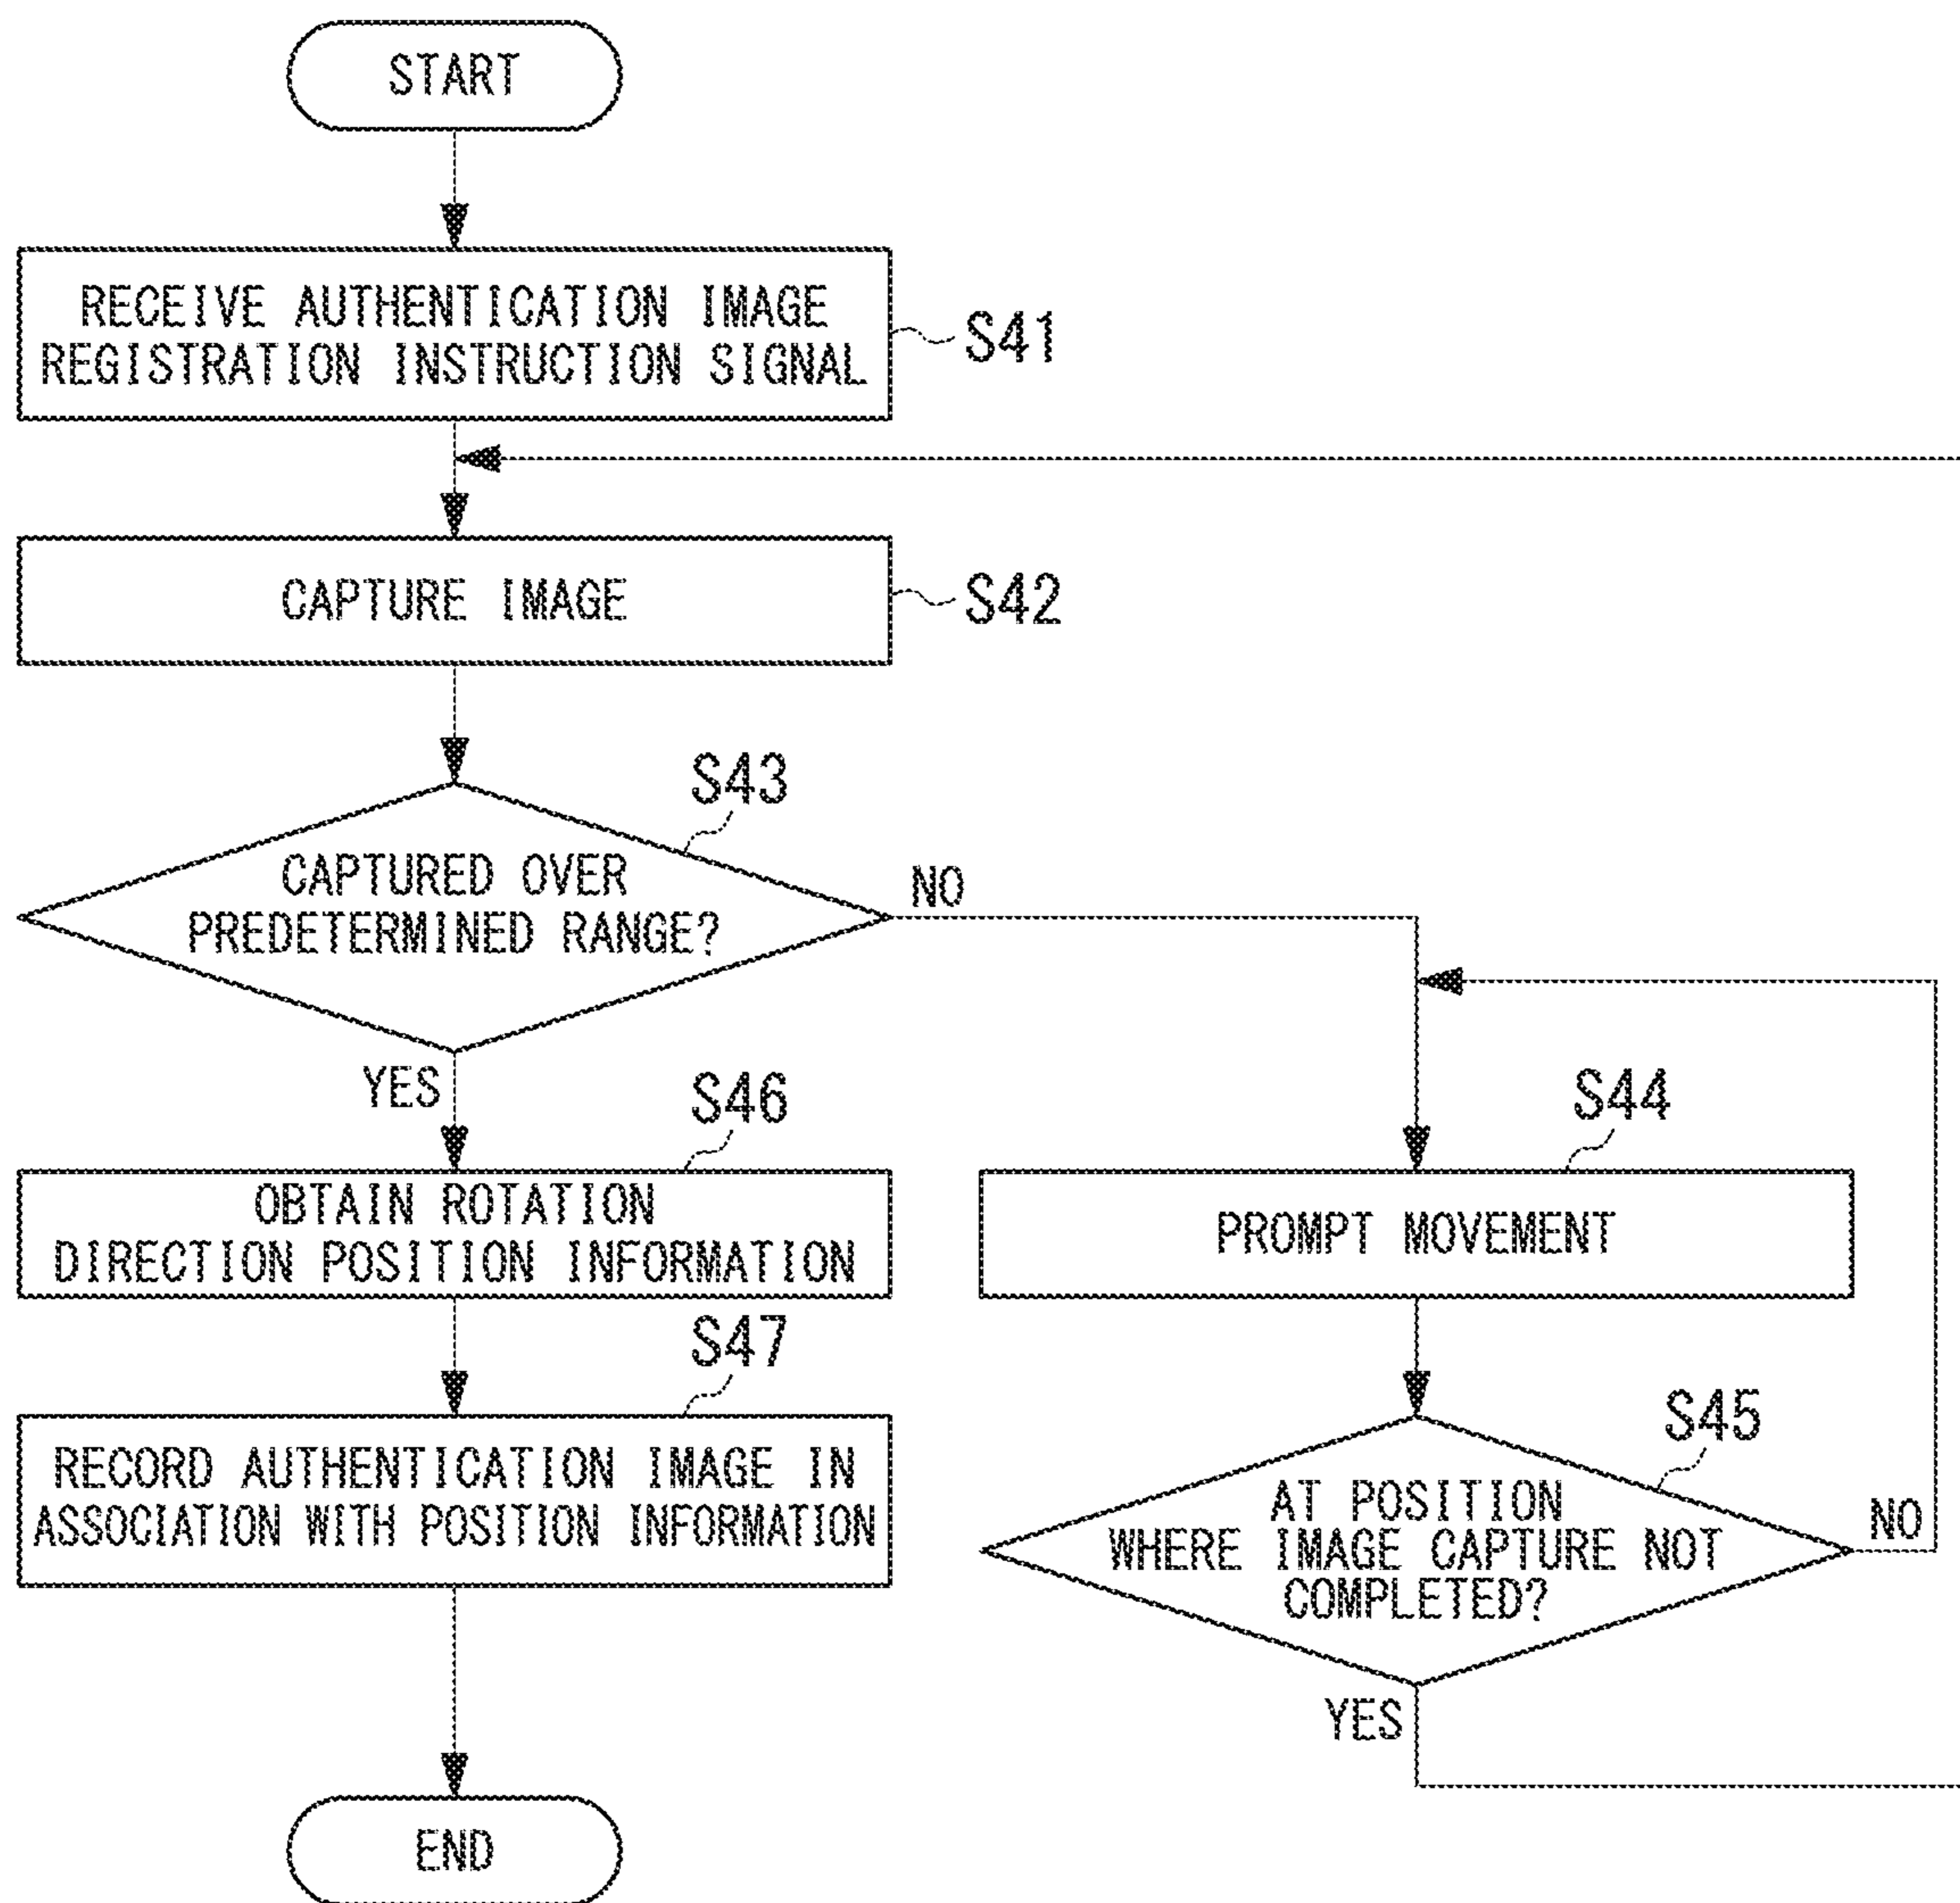 START
RECEIVE AUTHENTICATION IMAGE
REGISTRATION INSTRUCTION SIGNAL
S41
CAPTURE IMAGE
S42
S43
CAPTURED OVER
PREDETERMINED RANGE?
NO
YES
S46
OBTAIN ROTATION
DIRECTION POSITION INFORMATION
S47
RECORD AUTHENTICATION IMAGE IN
ASSOCIATION WITH POSITION INFORMATION
END
S44
PROMPT MOVEMENT
S45
AT POSITION
WHERE IMAGE CAPTURE NOT
COMPLETED?
NO
YES